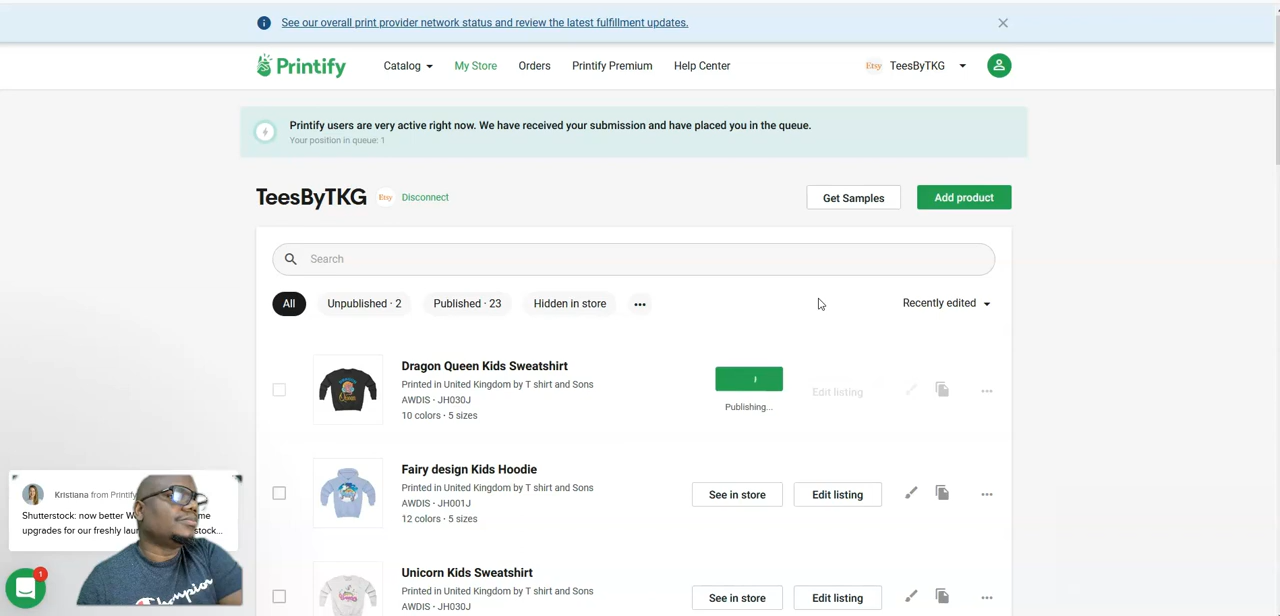 See our overall print provider network status and review the latest fulfillment updates.
Printify
Catalog
My Store
Orders
Printify Premium
Help Center
Etsy
TeesByTKG
Printify users are very active right now. We have received your submission and have placed you in the queue.
Your position in queue: 1
TeesByTKG
Etsy
Disconnect
Get Samples
Add product
Search
All
Unpublished · 2
Published · 23
Hidden in store
Recently edited
Dragon Queen Kids Sweatshirt
Printed in United Kingdom by T shirt and Sons
AWDIS · JH030J
10 colors · 5 sizes
Publishing...
Edit listing
Fairy design Kids Hoodie
Printed in United Kingdom by T shirt and Sons
AWDIS · JH001J
12 colors · 5 sizes
See in store
Edit listing
Unicorn Kids Sweatshirt
Printed in United Kingdom by T shirt and Sons
AWDIS · JH030J
See in store
Edit listing
Kristiana from Printify
Shutterstock: now better
upgrades for our freshly
1
Champion